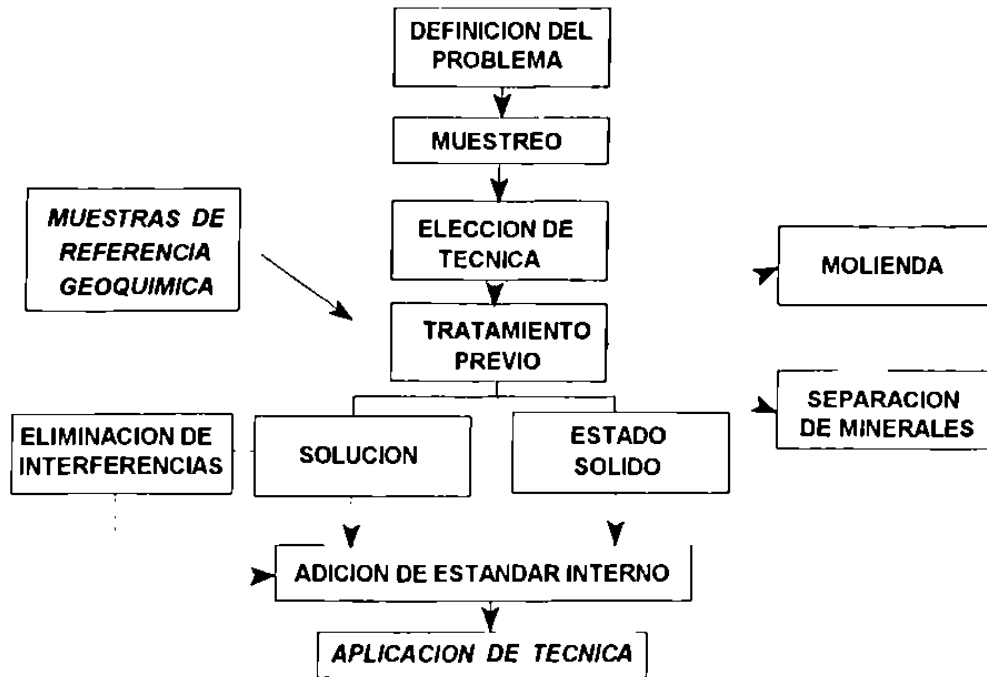 DEFINICION DEL
PROBLEMA
MUESTREO
MUESTRAS DE
REFERENCIA
GEOQUIMICA
ELECCION DE
TECNICA
MOLIENDA
TRATAMIENTO
PREVIO
SEPARACION
DE MINERALES
ELIMINACION DE
INTERFERENCIAS
SOLUCION
ESTADO
SOLIDO
ADICION DE ESTANDAR INTERNO
APLICACION DE TECNICA